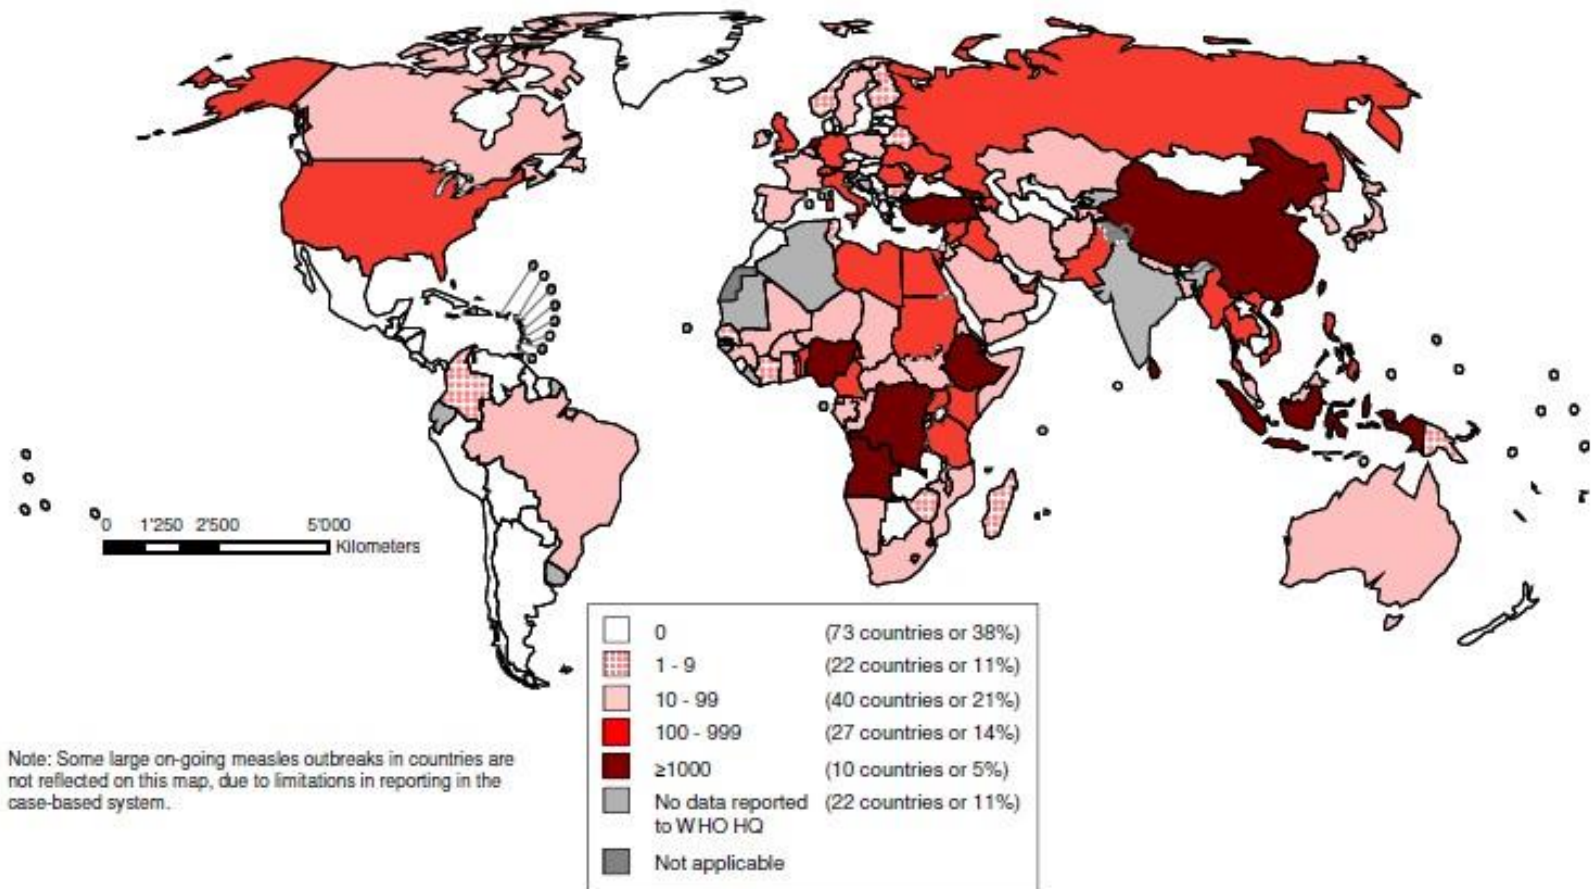 0 1'250 2'500 5'000
Kilometers
0 (73 countries or 38%)
1 - 9 (22 countries or 11%)
10 - 99 (40 countries or 21%)
100 - 999 (27 countries or 14%)
≥1000 (10 countries or 5%)
No data reported (22 countries or 11%)
to WHO HQ
Not applicable
Note: Some large on-going measles outbreaks in countries are
not reflected on this map, due to limitations in reporting in the
case-based system.